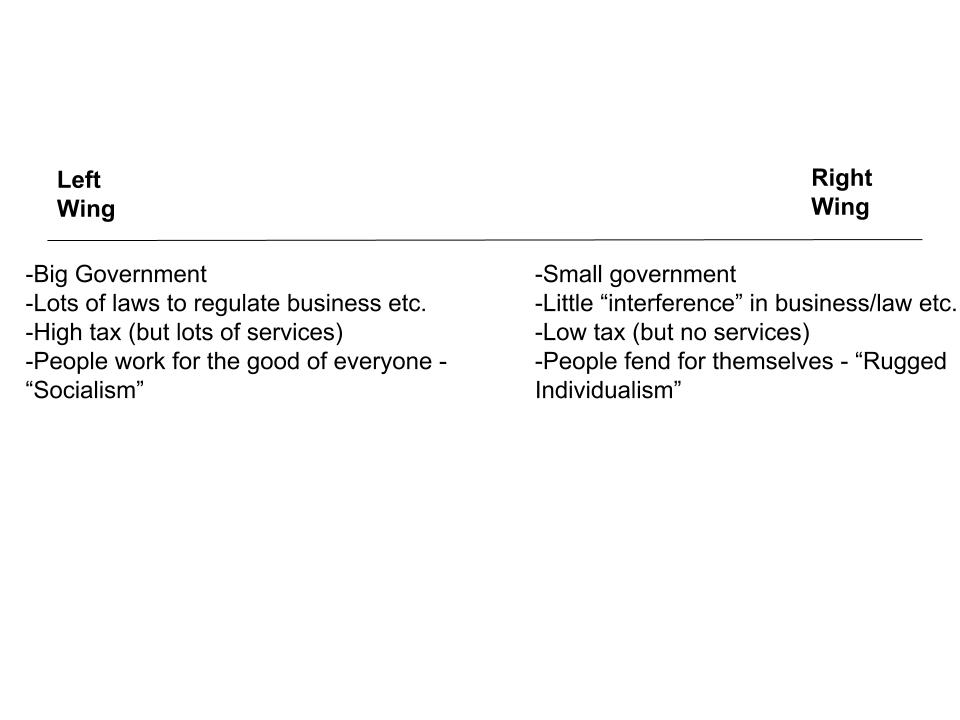 Left
Wing
Right
Wing
-Big Government
-Lots of laws to regulate business etc.
-High tax (but lots of services)
-People work for the good of everyone -
“Socialism”
-Small government
-Little “interference” in business/law etc.
-Low tax (but no services)
-People fend for themselves - “Rugged
Individualism”